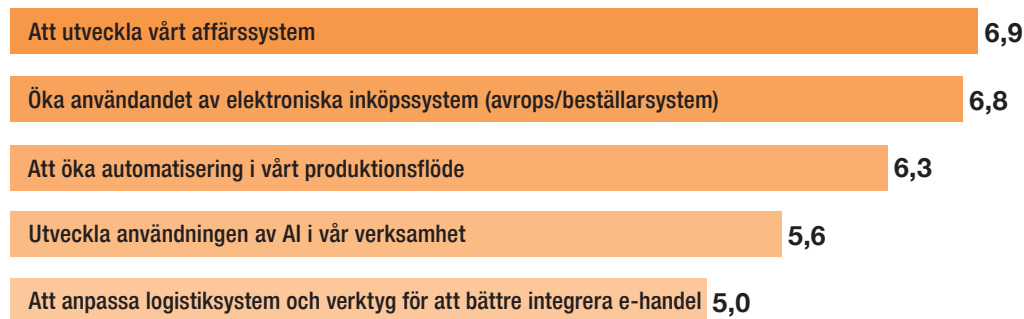 Att utveckla vårt affärssystem 6,9
Öka användandet av elektroniska inköpssystem (avrops/beställarsystem) 6,8
Att öka automatisering i vårt produktionsflöde 6,3
Utveckla användningen av AI i vår verksamhet 5,6
Att anpassa logistiksystem och verktyg för att bättre integrera e-handel 5,0